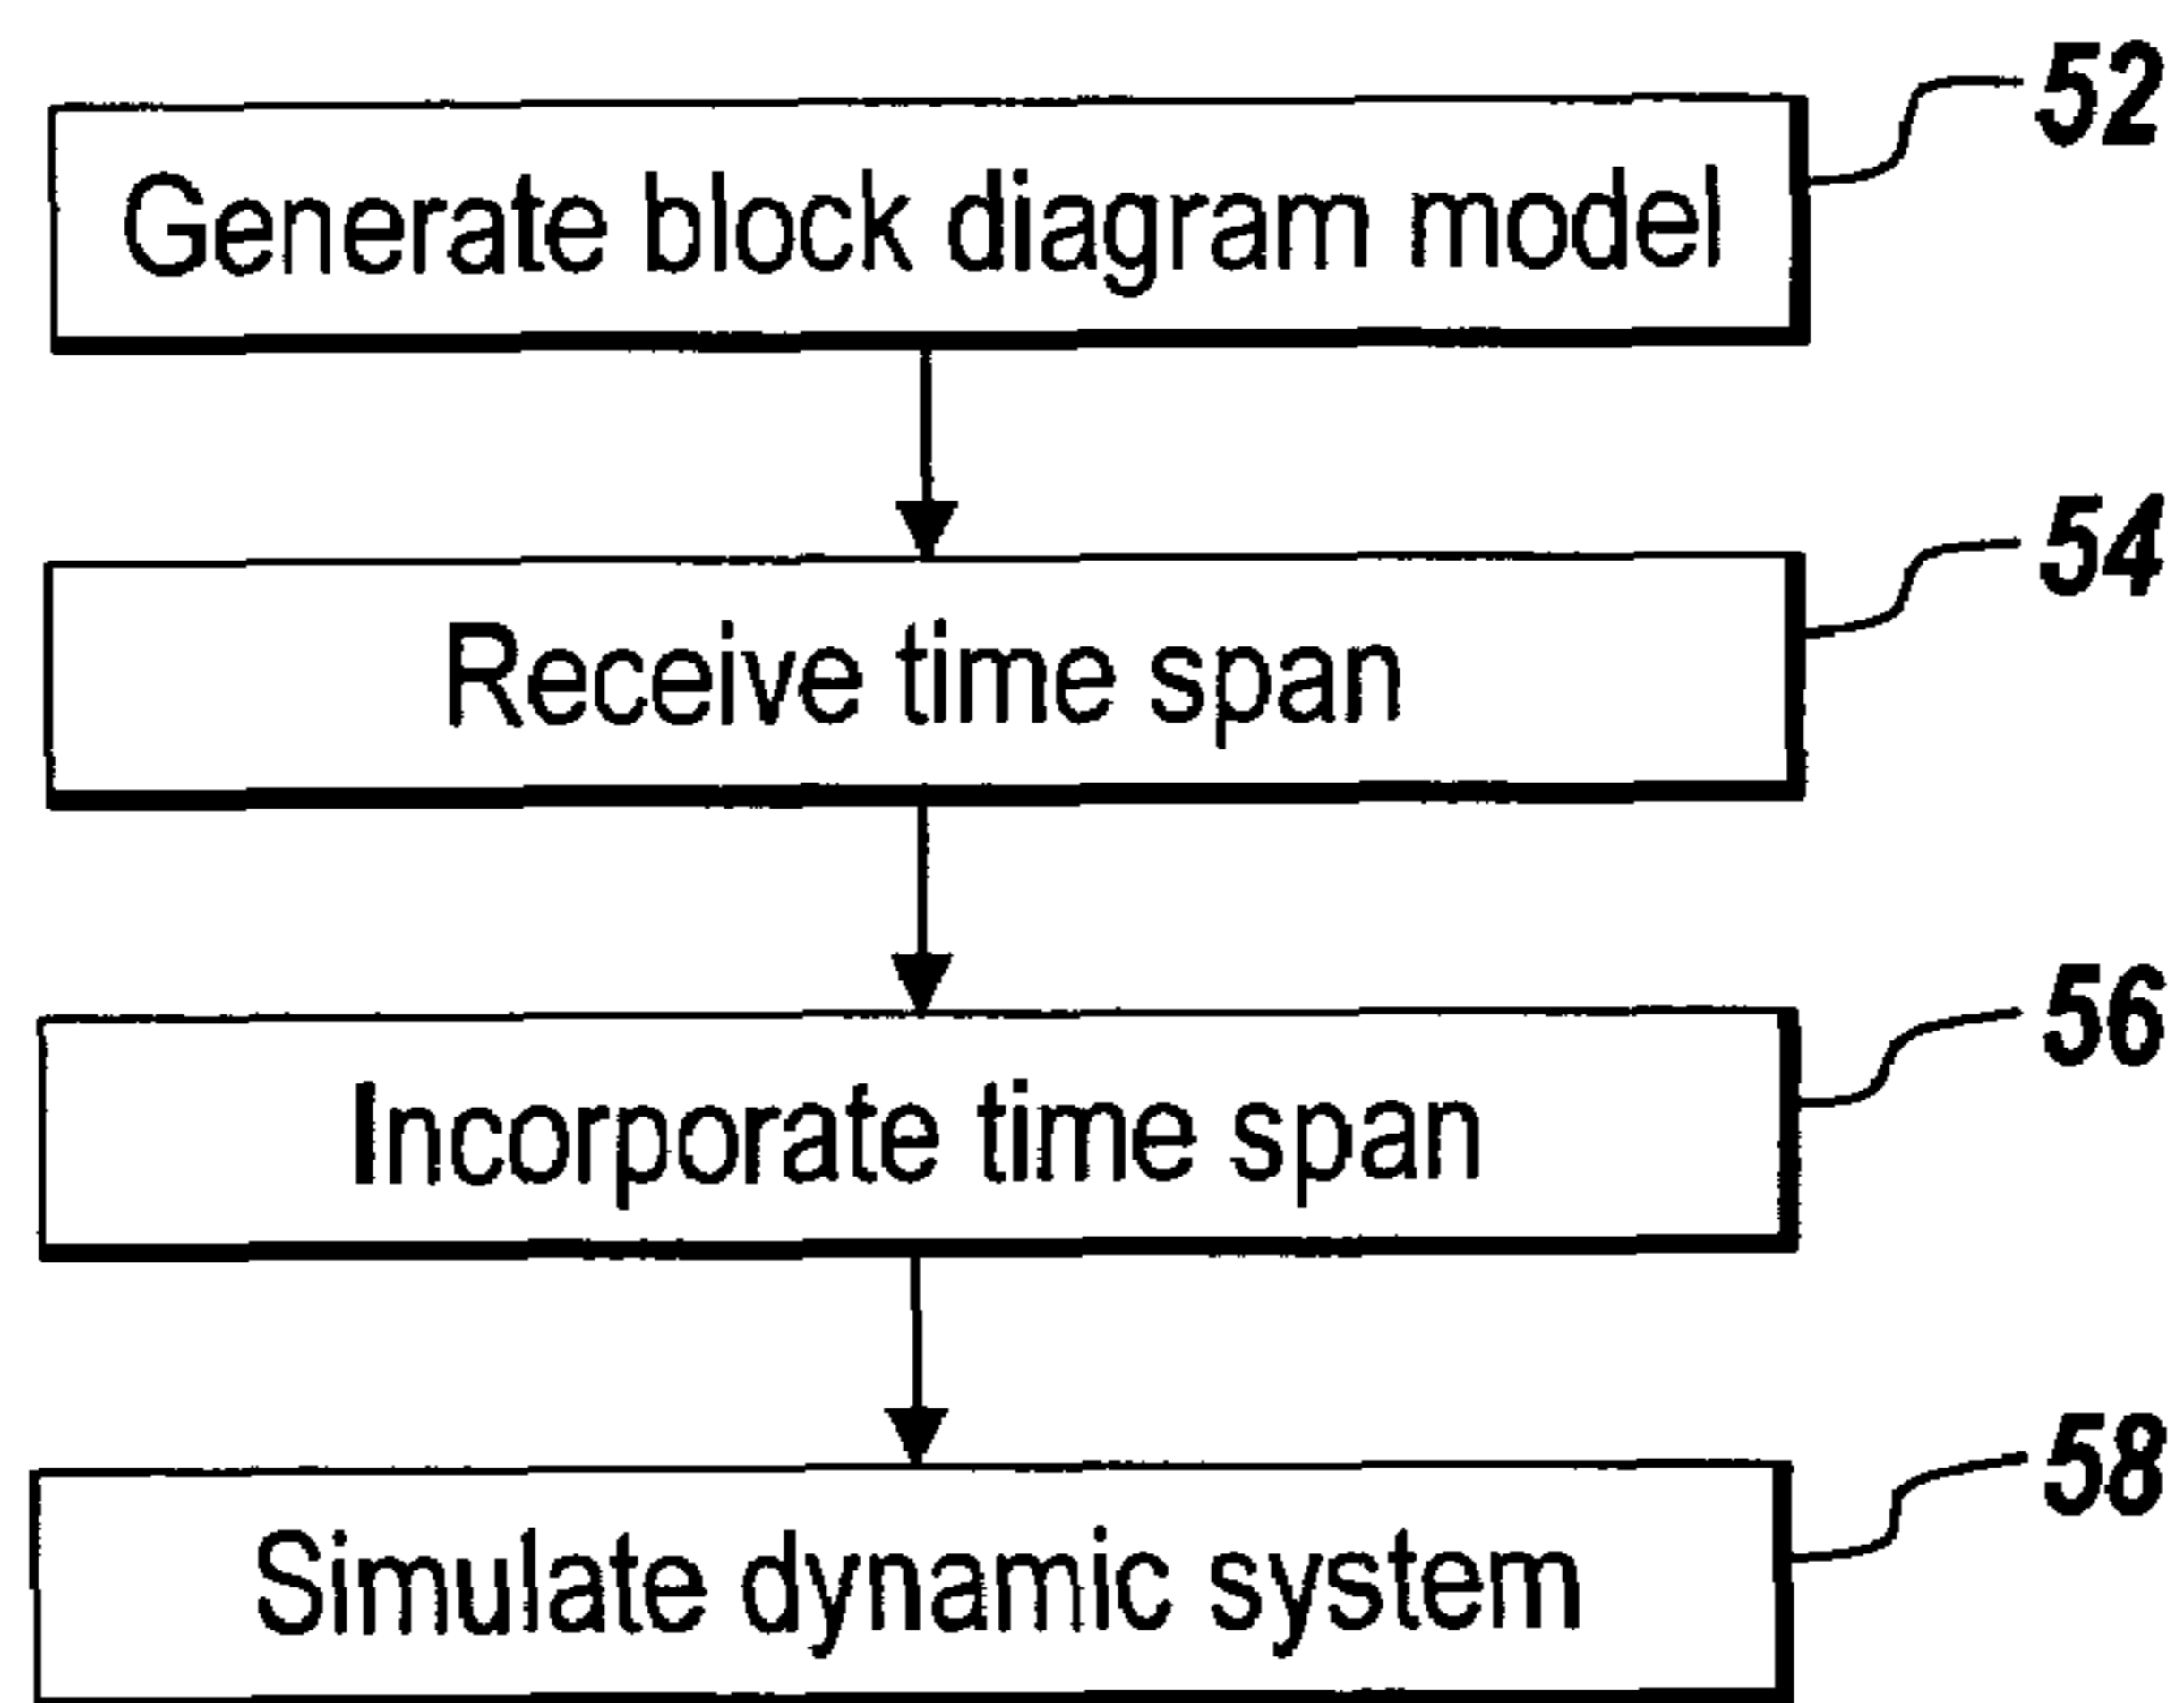 52
Generate block diagram model
54
Receive time span
56
Incorporate time span
58
Simulate dynamic system